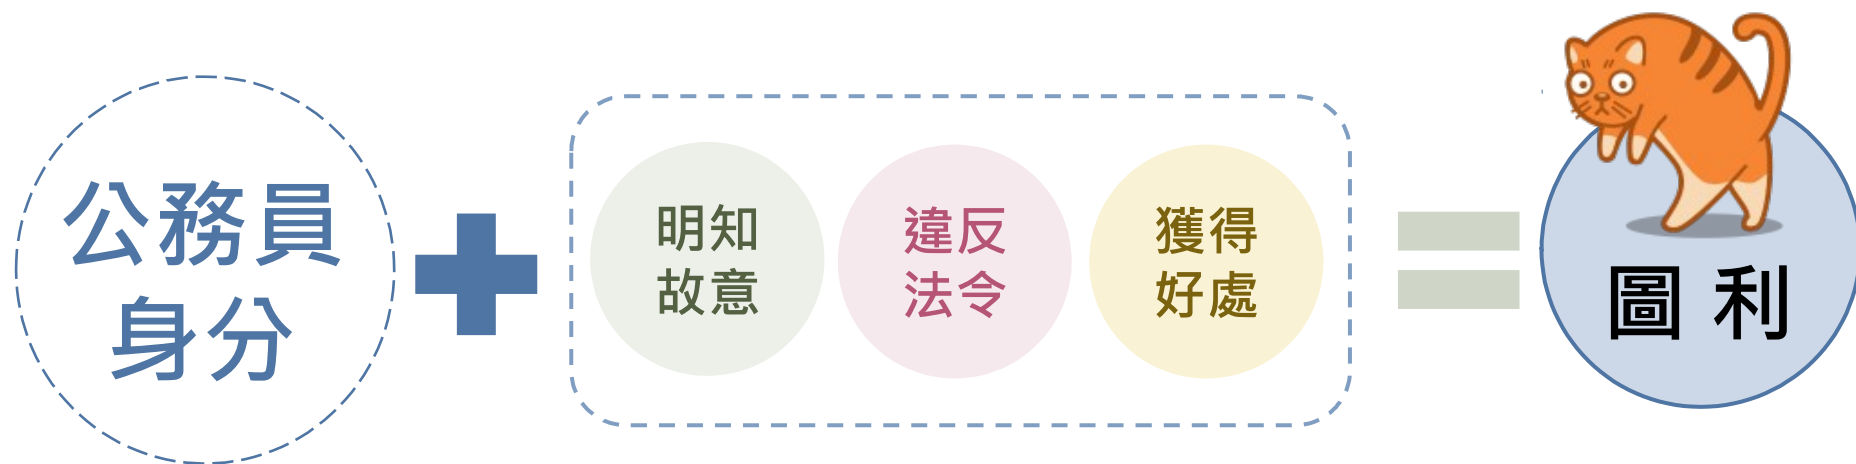 公務員
身分
明知
故意
違反
法令
獲得
好處
圖利